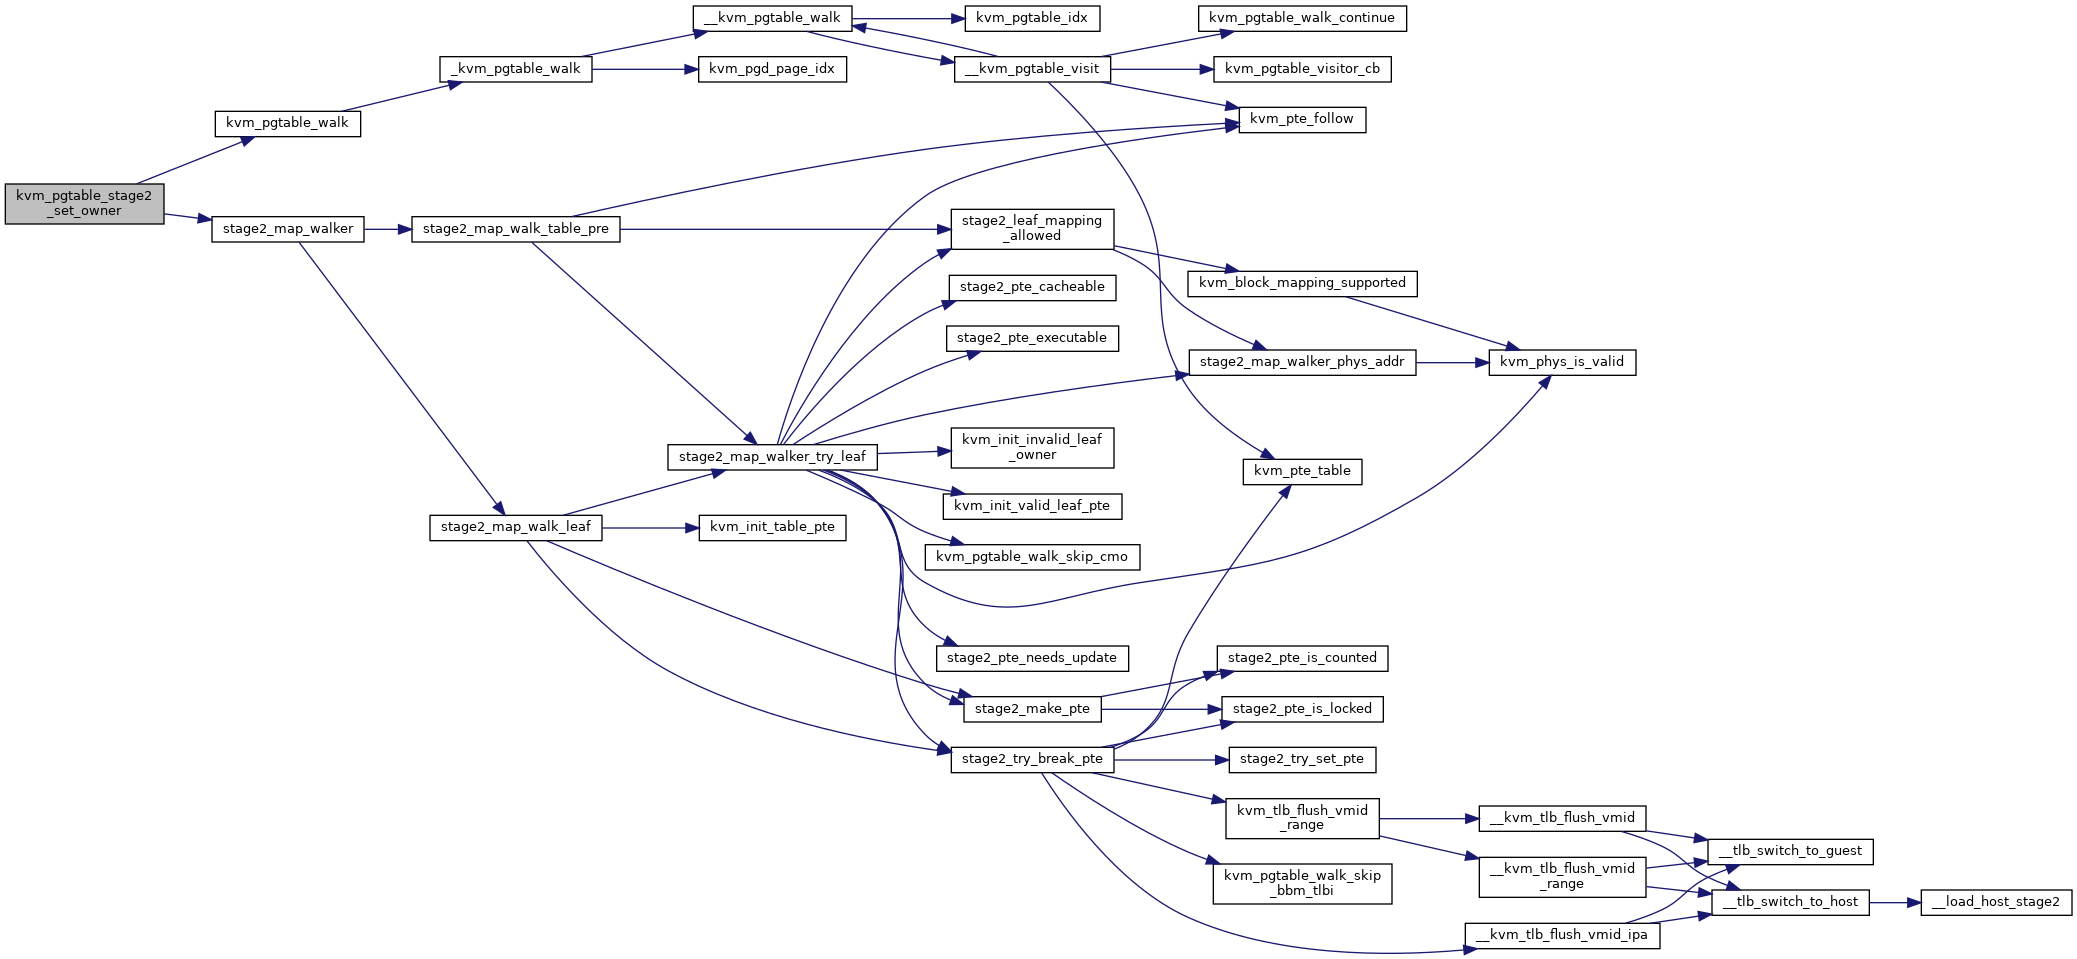 __kvm_pgtable_walk
kvm_pgtable_idx
kvm_pgtable_walk_continue
_kvm_pgtable_walk
kvm_pgd_page_idx
__kvm_pgtable_visit
kvm_pgtable_visitor_cb
kvm_pgtable_walk
kvm_pte_follow
kvm_pgtable_stage2
_set_owner
stage2_map_walker
stage2_map_walk_table_pre
stage2_leaf_mapping
_allowed
stage2_pte_cacheable
kvm_block_mapping_supported
stage2_pte_executable
stage2_map_walker_phys_addr
kvm_phys_is_valid
stage2_map_walker_try_leaf
kvm_init_invalid_leaf
_owner
kvm_pte_table
kvm_init_valid_leaf_pte
stage2_map_walk_leaf
kvm_init_table_pte
kvm_pgtable_walk_skip_cmo
stage2_pte_needs_update
stage2_pte_is_counted
stage2_make_pte
stage2_pte_is_locked
stage2_try_break_pte
stage2_try_set_pte
kvm_tlb_flush_vmid
_range
__kvm_tlb_flush_vmid
__tlb_switch_to_guest
kvm_pgtable_walk_skip
_bbm_tlbi
__kvm_tlb_flush_vmid
_range
__tlb_switch_to_host
__load_host_stage2
__kvm_tlb_flush_vmid_ipa